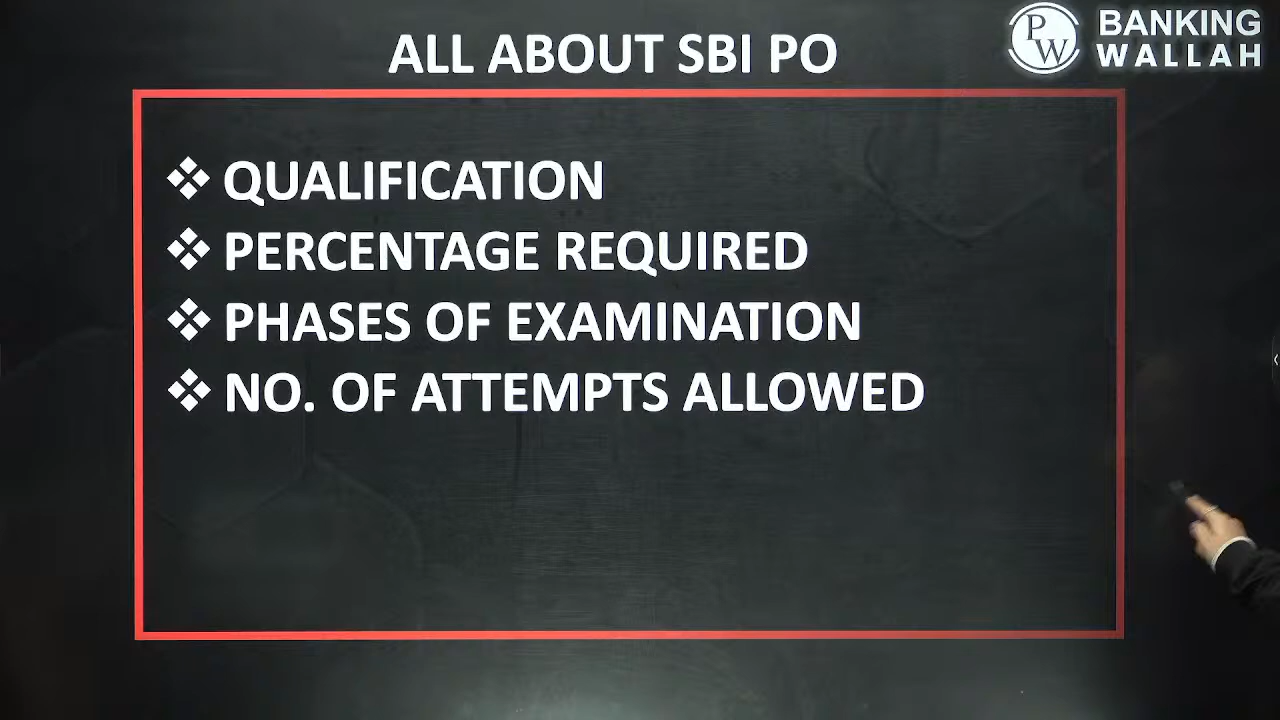 ALL ABOUT SBI PO
PW
BANKING
WALLAH
❖ QUALIFICATION
❖ PERCENTAGE REQUIRED
❖ PHASES OF EXAMINATION
❖ NO. OF ATTEMPTS ALLOWED